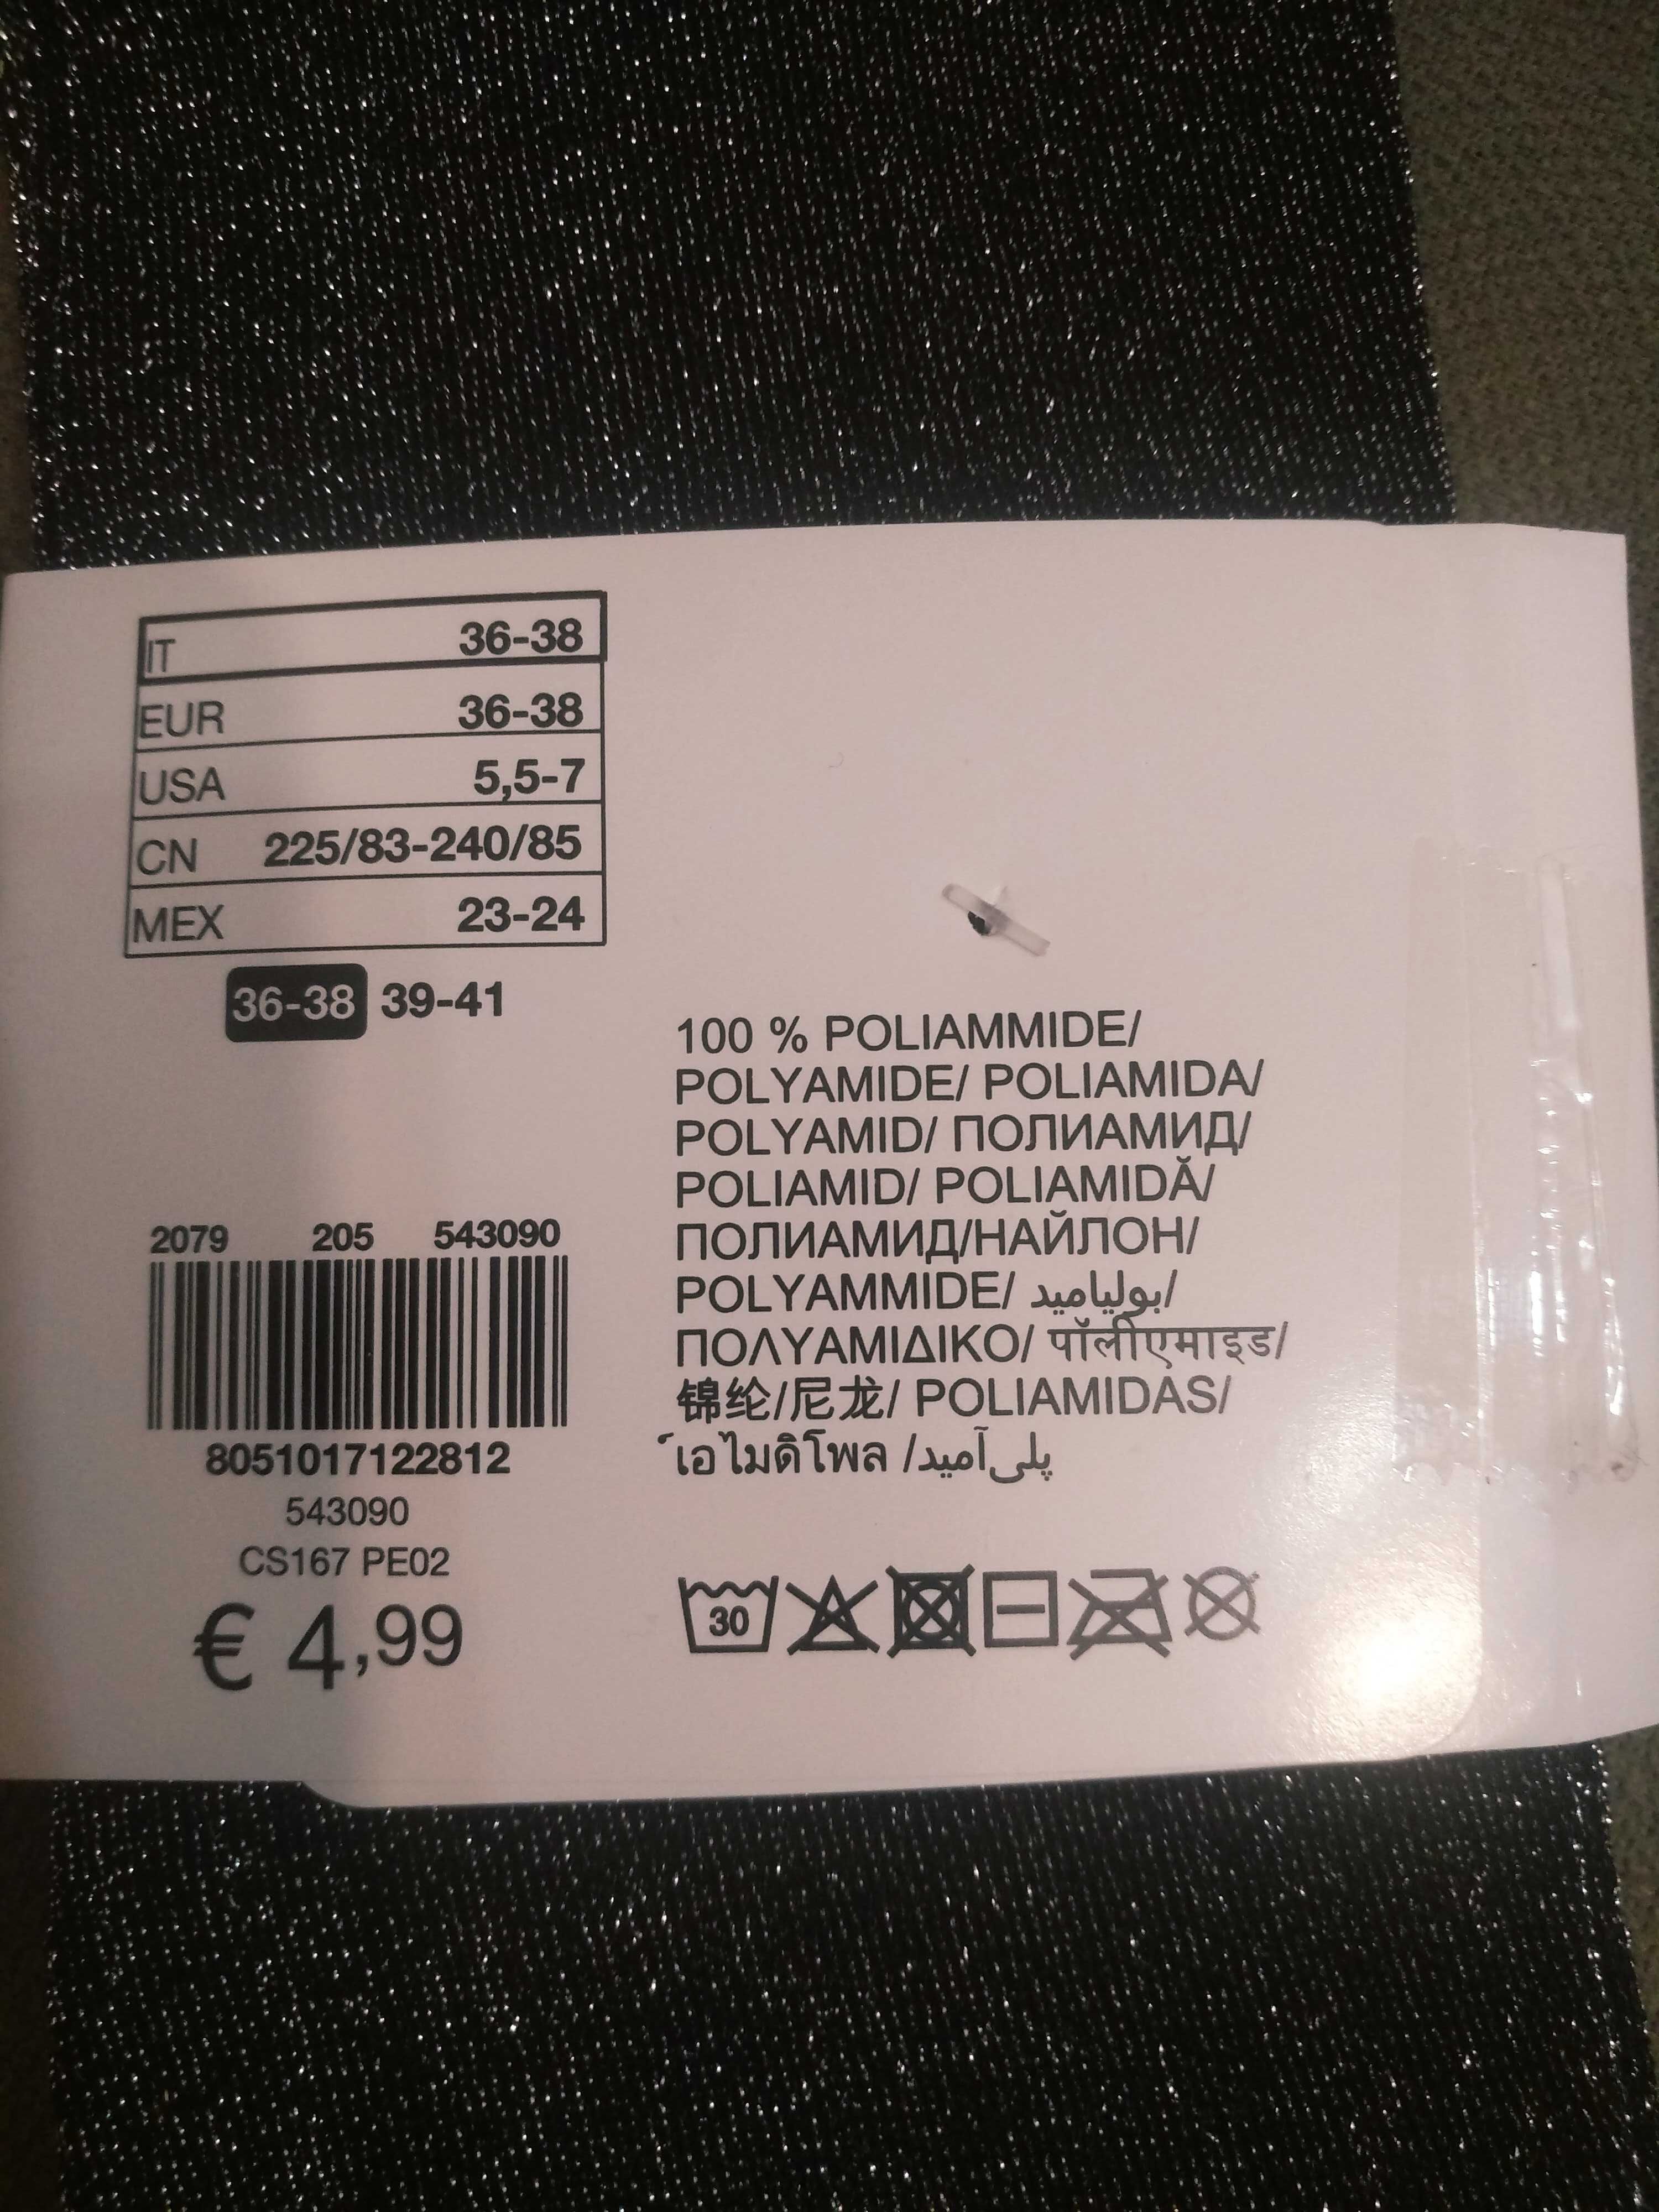 IT 36-38
EUR 36-38
USA 5,5-7
CN 225/83-240/85
MEX 23-24
36-38 39-41
2079 205 543090
8051017122812
543090
CS167 PE02
€ 4,99
100 % POLIAMMIDE/
POLYAMIDE/ POLIAMIDA/
POLYAMID/ ПОЛИАМИД/
POLIAMID/ POLIAMIDĂ/
ПОЛИАМИД/НАЙЛОН/
POLYAMMIDE/ بوليأميد/
ΠΟΛΥΑΜΙΔΙΚΟ/ पॉलीएमाइड/
锦纶/尼龙/ POLIAMIDAS/
์เอไมดิโพล /پلی‌آمید
30